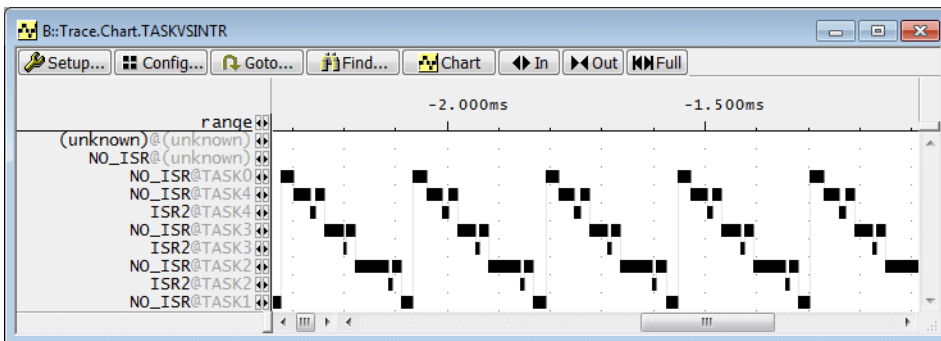 B::Trace.Chart.TASKVSINTR
Setup... Config... Goto... Find... Chart In Out Full
-2.000ms -1.500ms
range
(unknown)@(unknown)
NO_ISR@(unknown)
NO_ISR@TASK0
NO_ISR@TASK4
ISR2@TASK4
NO_ISR@TASK3
ISR2@TASK3
NO_ISR@TASK2
ISR2@TASK2
NO_ISR@TASK1